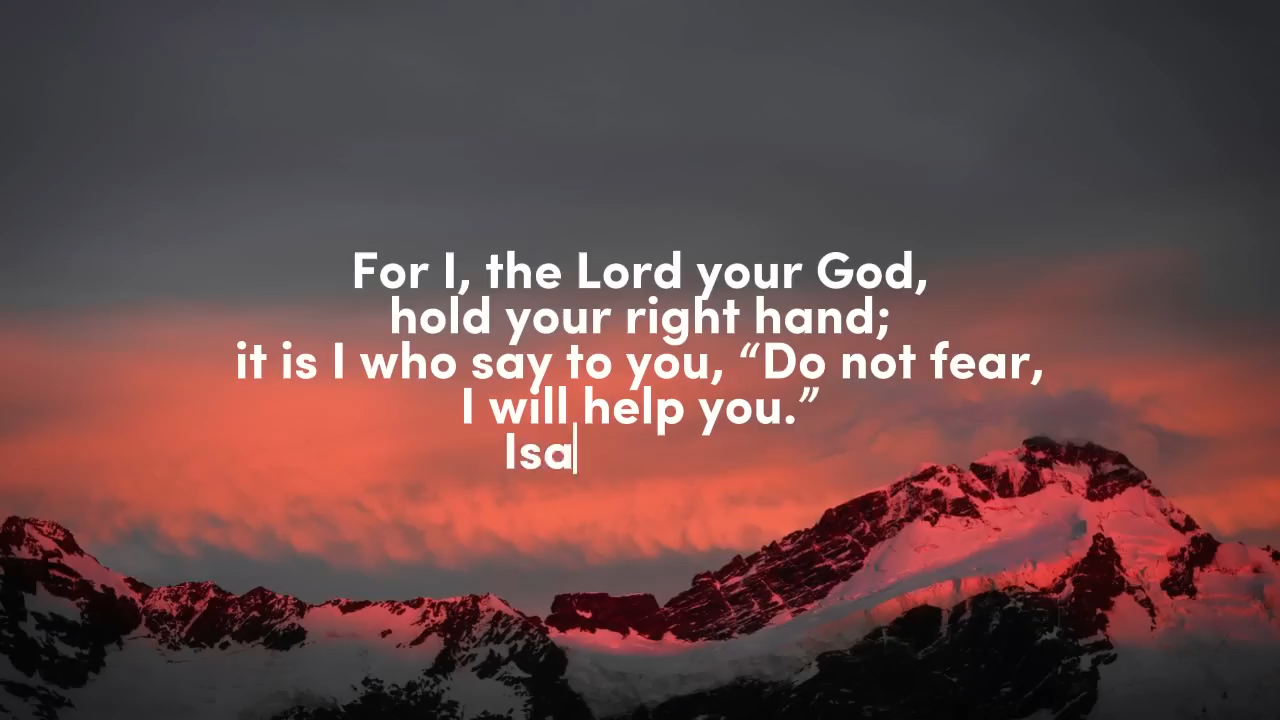 For I, the Lord your God,
hold your right hand;
it is I who say to you, “Do not fear,
I will help you.”
Isa